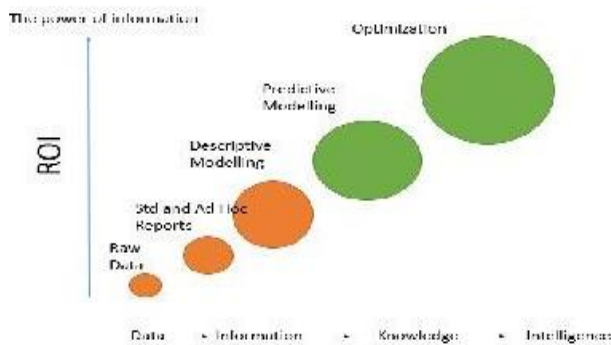 The power of information
Optimization
Predictive
Modelling
Descriptive
Modelling
Std and Ad Hoc
Reports
Raw
Data
ROI
Data
Information
Knowledge
Intelligence